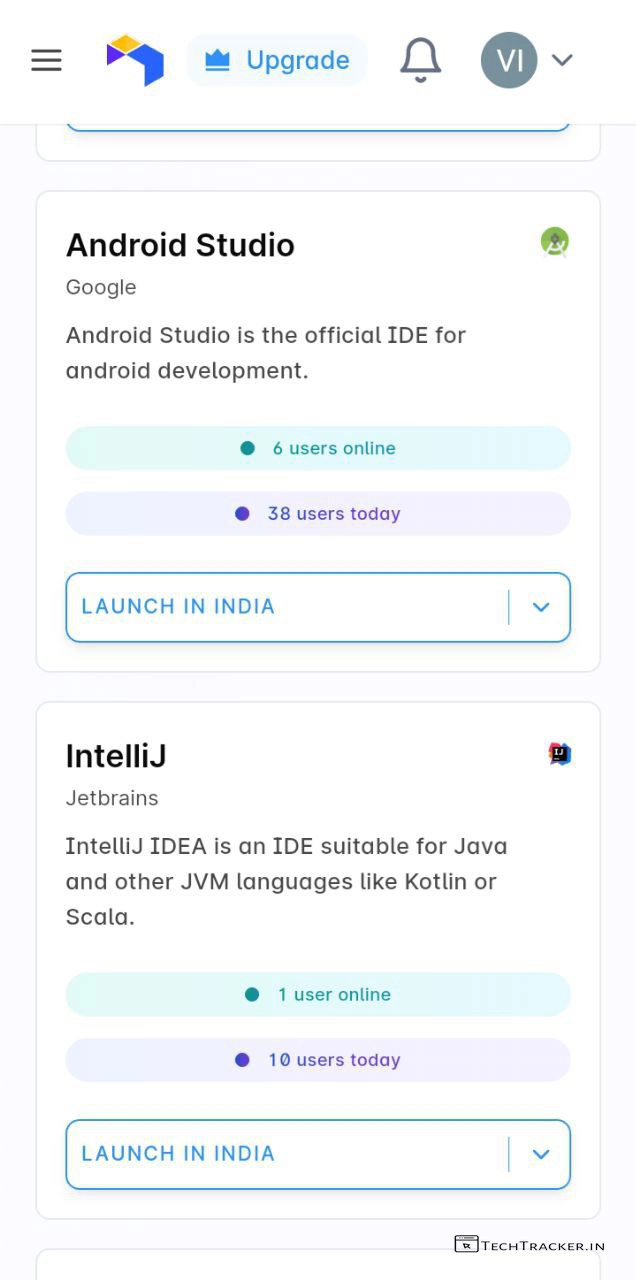 Upgrade
VI
Android Studio
Google
Android Studio is the official IDE for
android development.
6 users online
38 users today
LAUNCH IN INDIA
IntelliJ
IJ
Jetbrains
IntelliJ IDEA is an IDE suitable for Java
and other JVM languages like Kotlin or
Scala.
1 user online
10 users today
LAUNCH IN INDIA
TECHTRACKER.IN